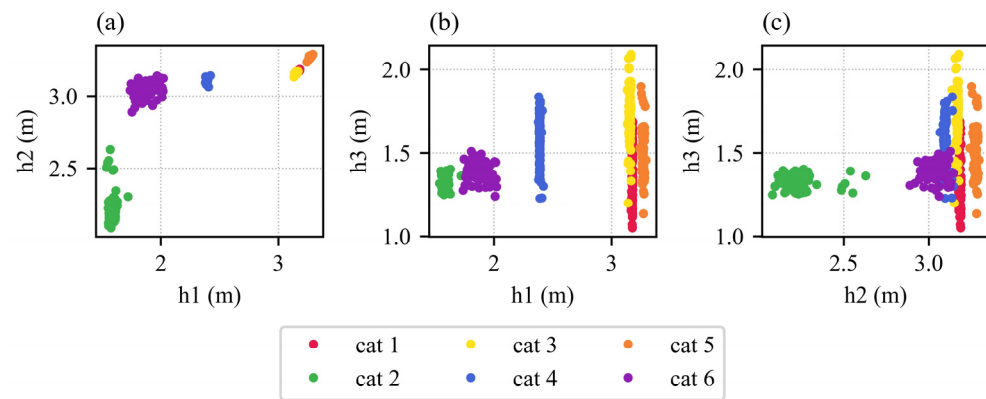 (a)
(b)
(c)
h2 (m)
3.0
2.5
2
3
h1 (m)
h3 (m)
2.0
1.5
1.0
2
3
h1 (m)
h3 (m)
2.0
1.5
1.0
2.5
3.0
h2 (m)
cat 1
cat 3
cat 5
cat 2
cat 4
cat 6